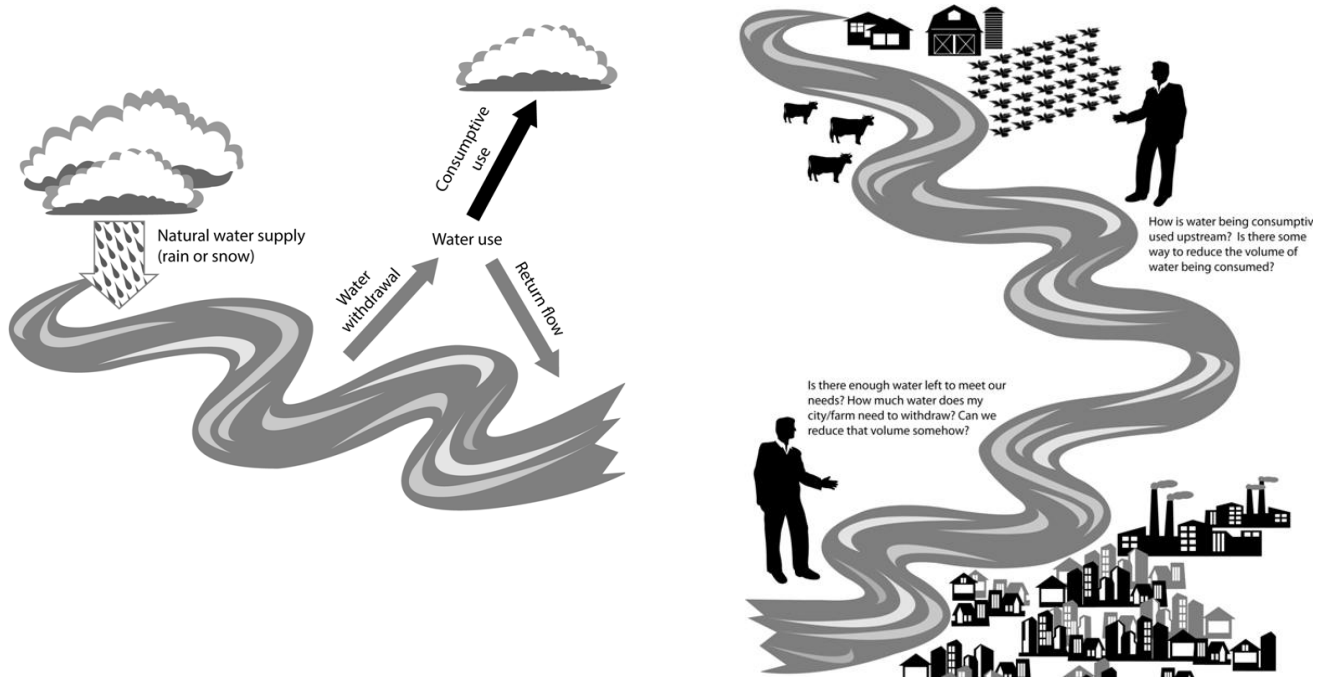 Natural water supply
(rain or snow)
Water
withdrawal
Water use
Consumptive
use
Return flow
How is water being consumptiv
used upstream? Is there some
way to reduce the volume of
water being consumed?
Is there enough water left to meet our
needs? How much water does my
city/farm need to withdraw? Can we
reduce that volume somehow?